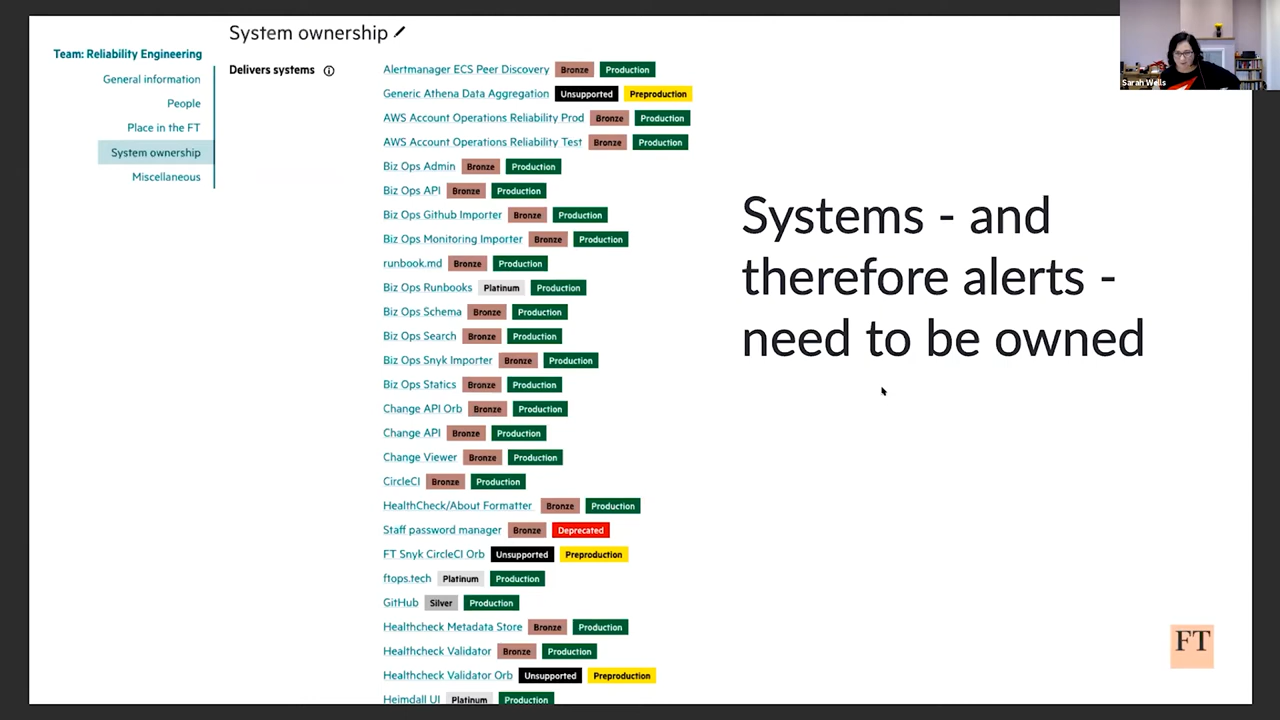 System ownership
Team: Reliability Engineering
General information
People
Place in the FT
System ownership
Miscellaneous
Delivers systems
Alertmanager ECS Peer Discovery Bronze Production
Generic Athena Data Aggregation Unsupported Preproduction
AWS Account Operations Reliability Prod Bronze Production
AWS Account Operations Reliability Test Bronze Production
Biz Ops Admin Bronze Production
Biz Ops API Bronze Production
Biz Ops Github Importer Bronze Production
Biz Ops Monitoring Importer Bronze Production
runbook.md Bronze Production
Biz Ops Runbooks Platinum Production
Biz Ops Schema Bronze Production
Biz Ops Search Bronze Production
Biz Ops Snyk Importer Bronze Production
Biz Ops Statics Bronze Production
Change API Orb Bronze Production
Change API Bronze Production
Change Viewer Bronze Production
CircleCI Bronze Production
HealthCheck/About Formatter Bronze Production
Staff password manager Bronze Deprecated
FT Snyk CircleCI Orb Unsupported Preproduction
ftops.tech Platinum Production
GitHub Silver Production
Healthcheck Metadata Store Bronze Production
Healthcheck Validator Bronze Production
Healthcheck Validator Orb Unsupported Preproduction
Heimdall UI Platinum Production
Systems - and
therefore alerts -
need to be owned
Sarah Wells
FT